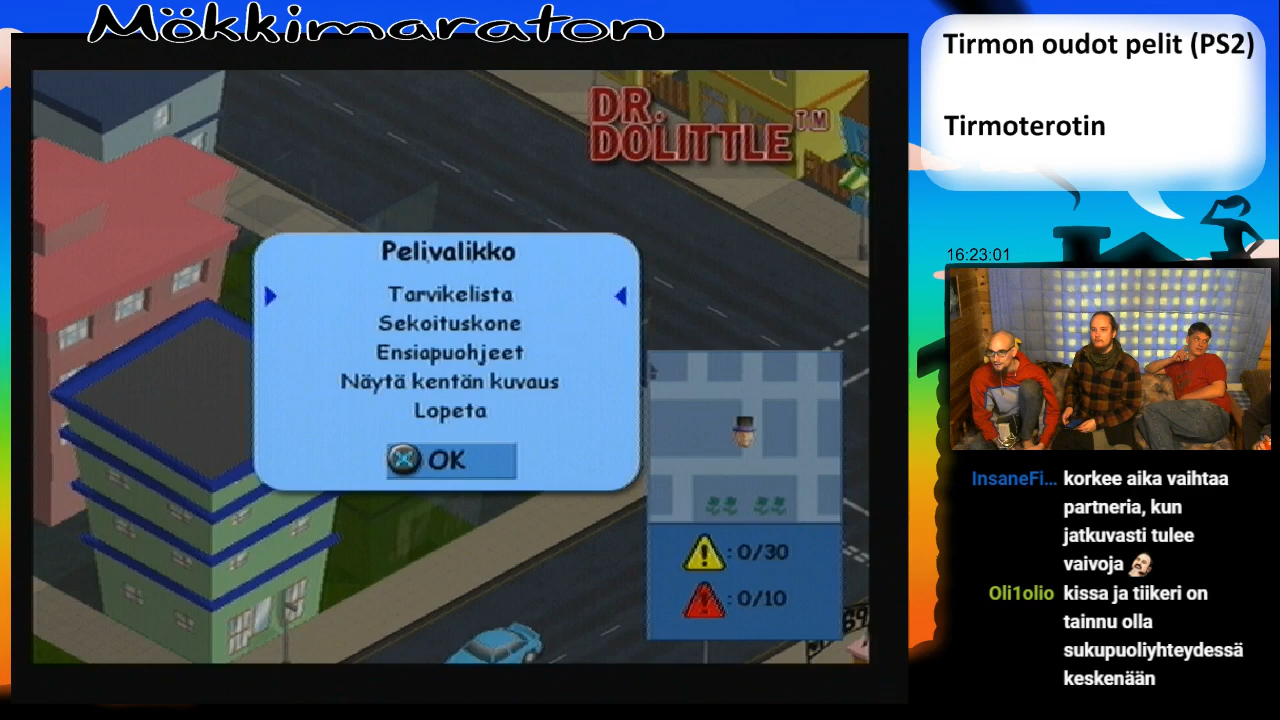 Mökkimaraton
Tirmon oudot pelit (PS2)
Tirmoterotin
DR.
DOLITTLE™
Pelivalikko
Tarvikelista
Sekoituskone
Ensiapuohjeet
Näytä kentän kuvaus
Lopeta
OK
: 0/30
: 0/10
69
16:23:01
InsaneFi... korkee aika vaihtaa
partneria, kun
jatkuvasti tulee
vaivoja
Oli1olio kissa ja tiikeri on
tainnu olla
sukupuoliyhteydessä
keskenään